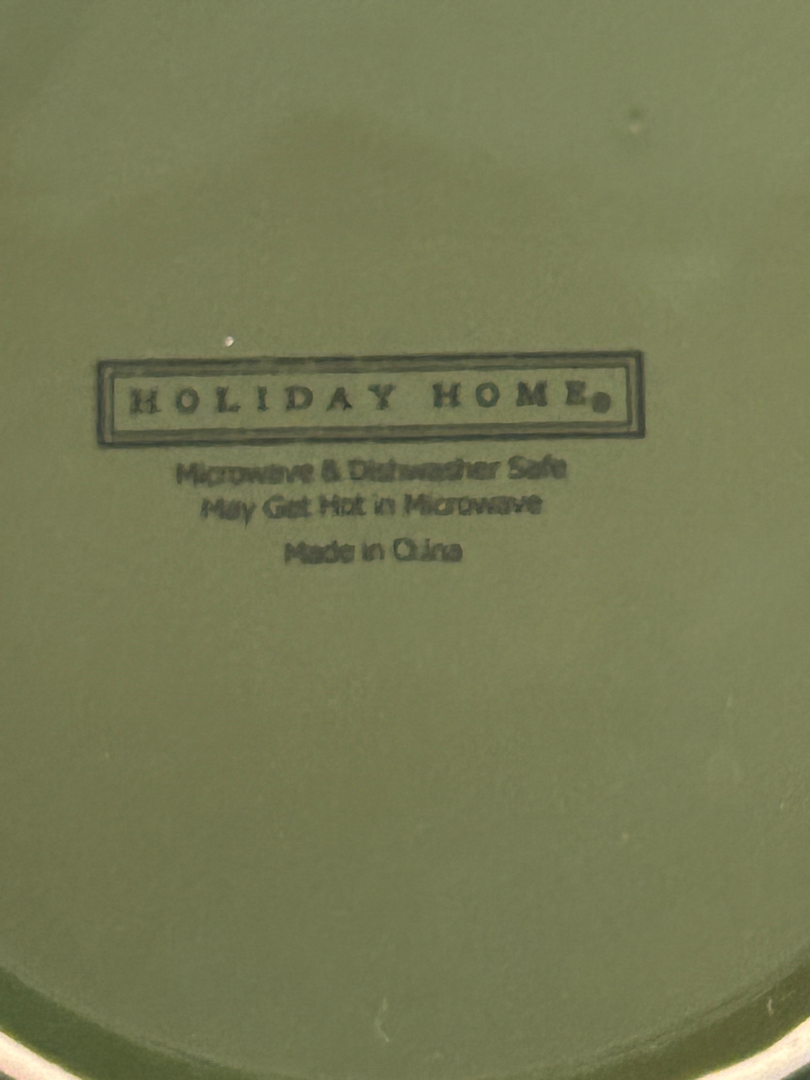 HOLIDAY HOME®
Microwave & Dishwasher Safe
May Get Hot in Microwave
Made in China